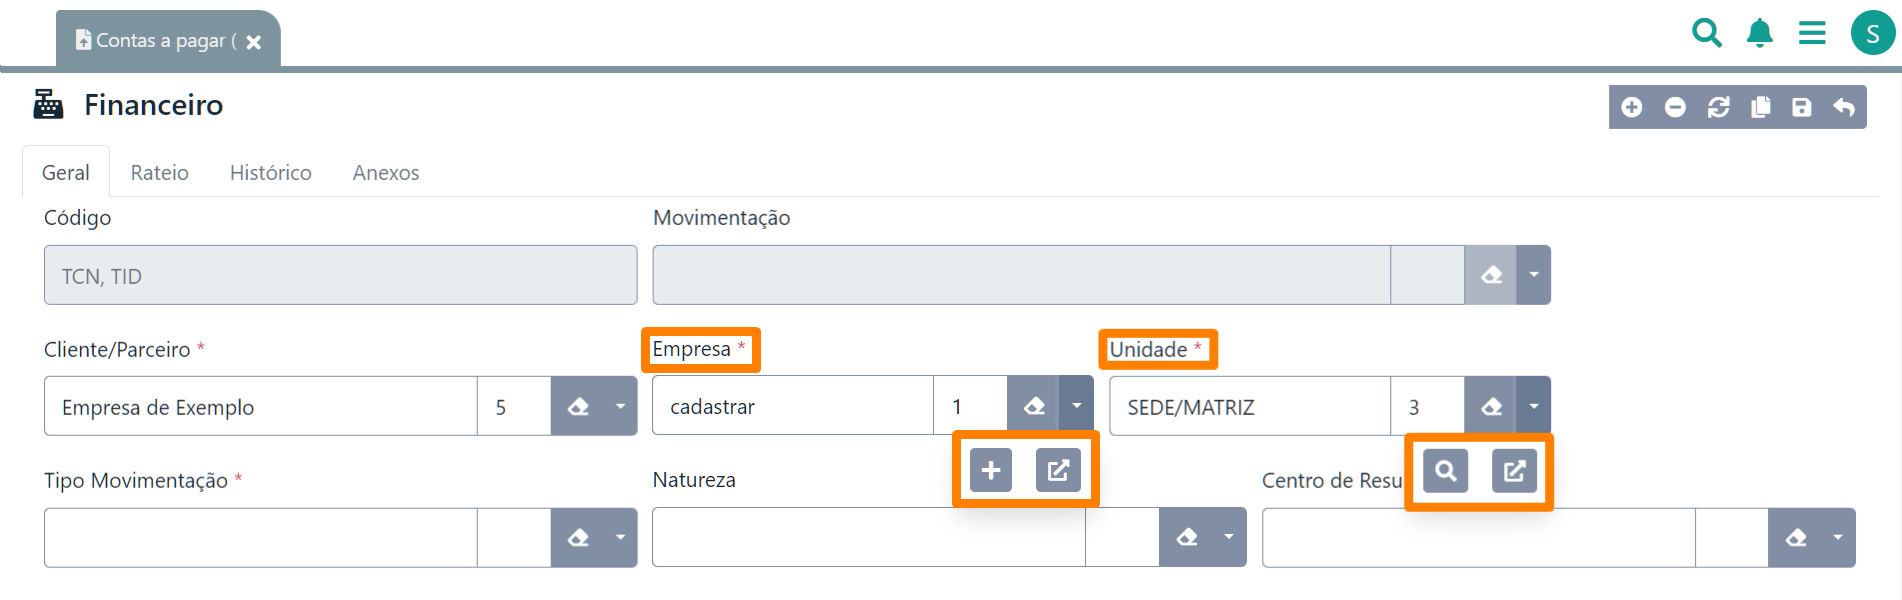 Contas a pagar (
S
Financeiro
Geral Rateio Histórico Anexos
Código Movimentação
TCN, TID
Cliente/Parceiro * Empresa * Unidade *
Empresa de Exemplo 5 cadastrar 1 SEDE/MATRIZ 3
Tipo Movimentação * Natureza Centro de Resu